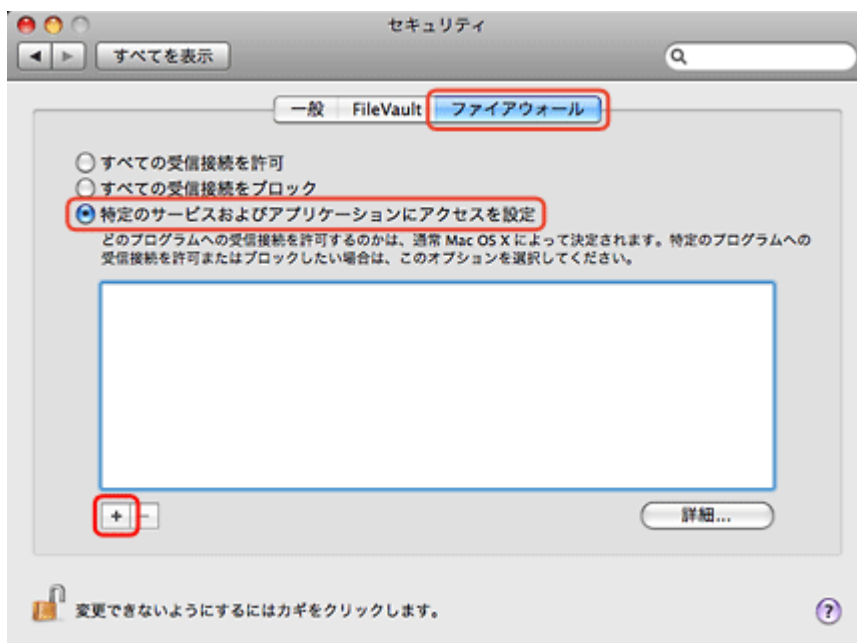 セキュリティ
すべてを表示
一般 FileVault ファイアウォール
すべての受信接続を許可
すべての受信接続をブロック
特定のサービスおよびアプリケーションにアクセスを設定
どのプログラムへの受信接続を許可するのかは、通常 Mac OS X によって決定されます。特定のプログラムへの
受信接続を許可またはブロックしたい場合は、このオプションを選択してください。
+ −
詳細...
変更できないようにするにはカギをクリックします。
?